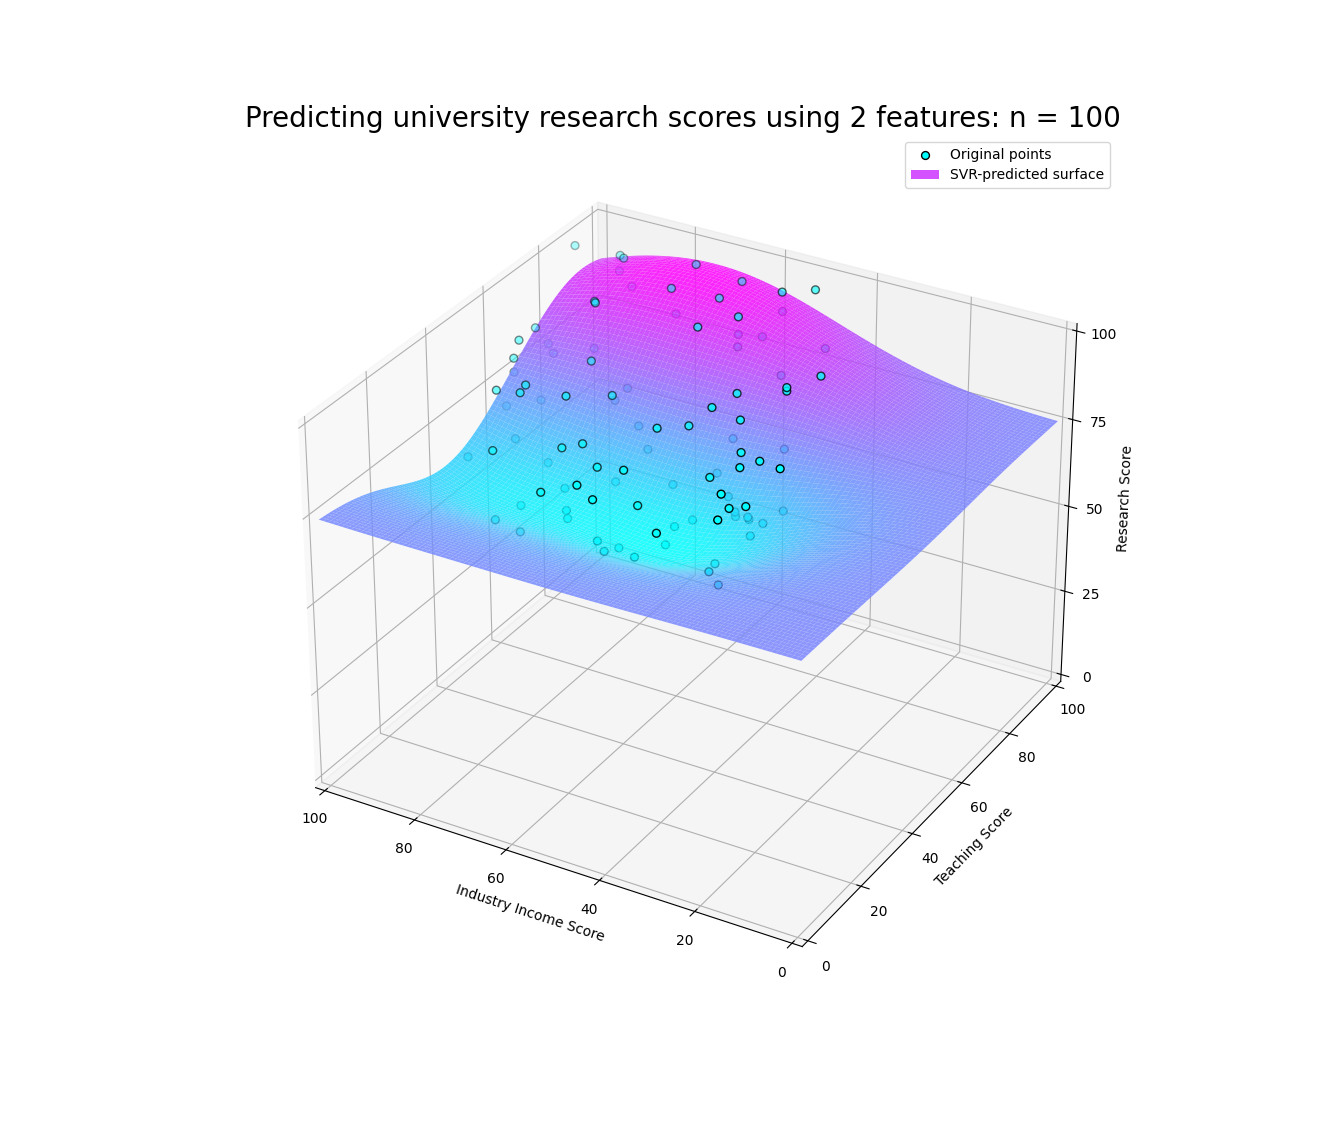 Predicting university research scores using 2 features: n = 100
Original points
SVR-predicted surface
100
75
50
25
0
Research Score
100
80
60
40
20
0
Teaching Score
100
80
60
40
20
0
Industry Income Score